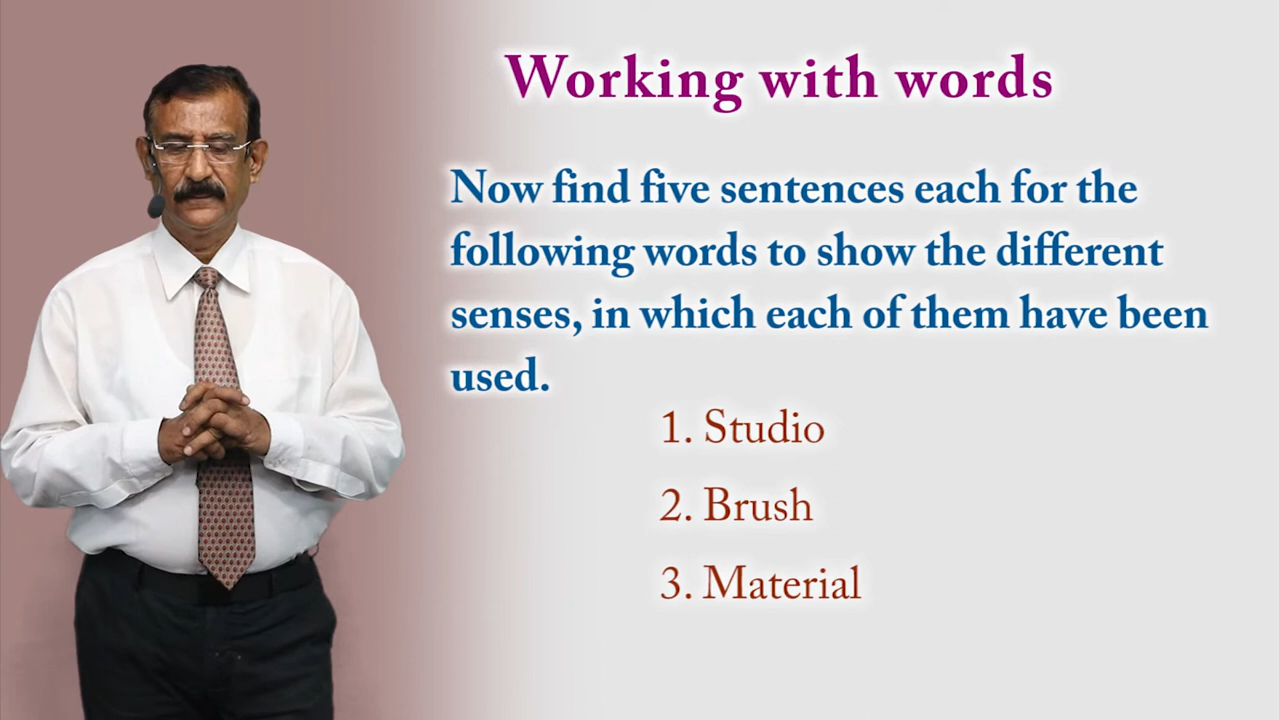 Working with words
Now find five sentences each for the
following words to show the different
senses, in which each of them have been
used.
1. Studio
2. Brush
3. Material